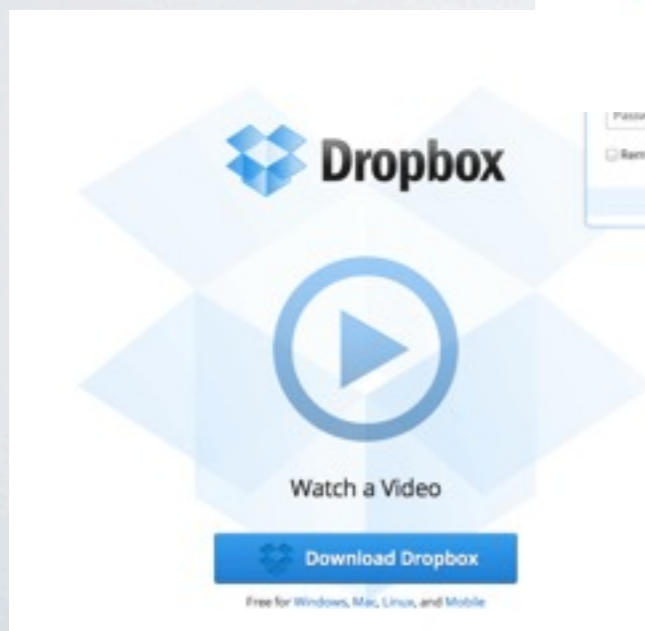 Dropbox
Watch a Video
Download Dropbox
Free for Windows, Mac, Linux, and Mobile